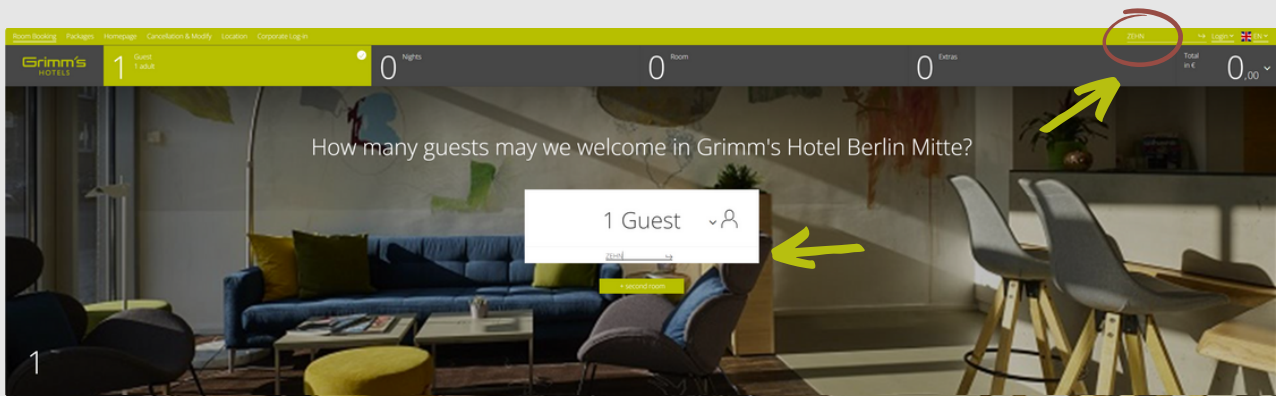 Room Booking Packages Homepage Cancellation & Modify Location Corporate Log-in ZEHN Login EN
Grimm's
HOTELS
1 Guest
1 adult
0 Nights
0 Room
0 Extras
Total
in €
0,00
How many guests may we welcome in Grimm's Hotel Berlin Mitte?
1 Guest
ZEHN
+ second room
1